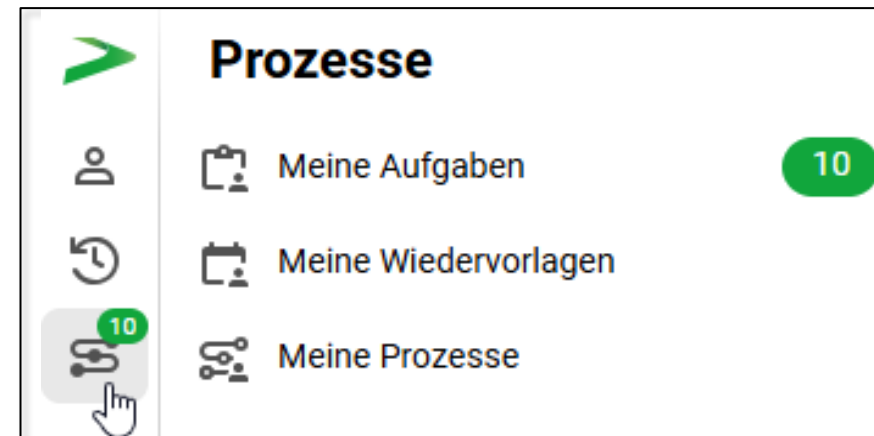 Prozesse
Meine Aufgaben 10
Meine Wiedervorlagen
10
Meine Prozesse